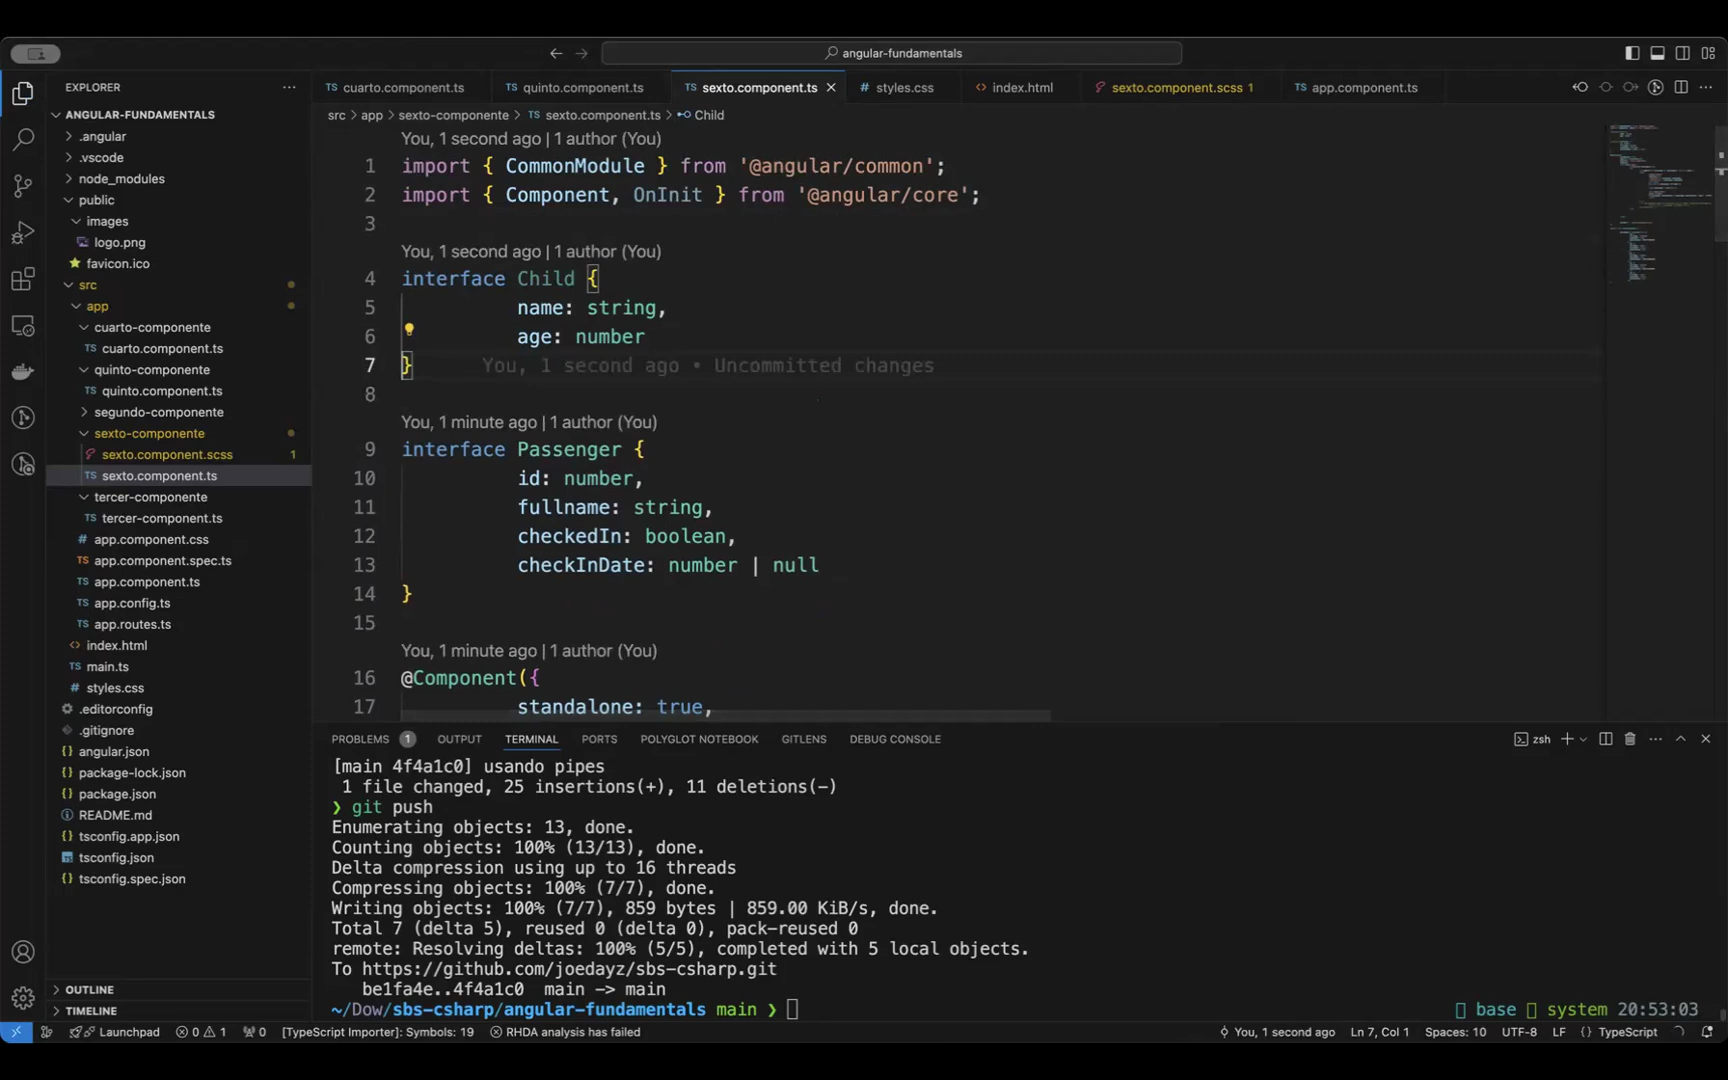 angular-fundamentals
EXPLORER
ANGULAR-FUNDAMENTALS
.angular
.vscode
node_modules
public
images
logo.png
favicon.ico
src
app
cuarto-componente
TS cuarto.component.ts
quinto-componente
TS quinto.component.ts
segundo-componente
sexto-componente
sexto.component.scss 1
TS sexto.component.ts
tercer-componente
TS tercer-component.ts
app.component.css
TS app.component.spec.ts
TS app.component.ts
TS app.config.ts
TS app.routes.ts
index.html
TS main.ts
styles.css
.editorconfig
.gitignore
angular.json
package-lock.json
package.json
README.md
tsconfig.app.json
tsconfig.json
tsconfig.spec.json
OUTLINE
TIMELINE
TS cuarto.component.ts
TS quinto.component.ts
TS sexto.component.ts
styles.css
index.html
sexto.component.scss 1
TS app.component.ts
src app sexto-componente TS sexto.component.ts Child
You, 1 second ago | 1 author (You)
1 import { CommonModule } from '@angular/common';
2 import { Component, OnInit } from '@angular/core';
3
You, 1 second ago | 1 author (You)
4 interface Child {
5 name: string,
6 age: number
7 } You, 1 second ago • Uncommitted changes
8
You, 1 minute ago | 1 author (You)
9 interface Passenger {
10 id: number,
11 fullname: string,
12 checkedIn: boolean,
13 checkInDate: number | null
14 }
15
You, 1 minute ago | 1 author (You)
16 @Component({
17 standalone: true,
PROBLEMS 1 OUTPUT TERMINAL PORTS POLYGLOT NOTEBOOK GITLENS DEBUG CONSOLE
zsh
[main 4f4a1c0] usando pipes
1 file changed, 25 insertions(+), 11 deletions(-)
❯ git push
Enumerating objects: 13, done.
Counting objects: 100% (13/13), done.
Delta compression using up to 16 threads
Compressing objects: 100% (7/7), done.
Writing objects: 100% (7/7), 859 bytes | 859.00 KiB/s, done.
Total 7 (delta 5), reused 0 (delta 0), pack-reused 0
remote: Resolving deltas: 100% (5/5), completed with 5 local objects.
To https://github.com/joedayz/sbs-csharp.git
be1fa4e..4f4a1c0 main -> main
~/Dow/sbs-csharp/angular-fundamentals main ❯ base system 20:53:03
Launchpad 0 1 0 [TypeScript Importer]: Symbols: 19 RHDA analysis has failed You, 1 second ago Ln 7, Col 1 Spaces: 10 UTF-8 LF { } TypeScript